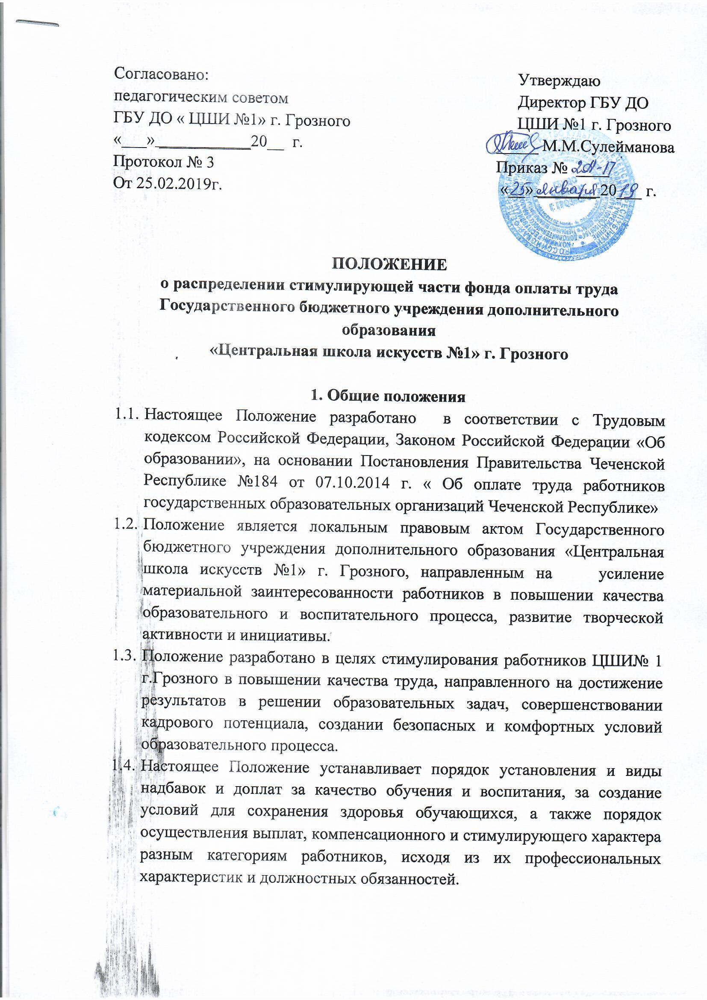 Согласовано:
педагогическим советом
ГБУ ДО « ЦШИ №1» г. Грозного
«___»____________20__ г.
Протокол № 3
От 25.02.2019г.
Утверждаю
Директор ГБУ ДО
ЦШИ №1 г. Грозного
_____ М.М.Сулейманова
Приказ №
«25» января 2019 г.
ПОЛОЖЕНИЕ
о распределении стимулирующей части фонда оплаты труда
Государственного бюджетного учреждения дополнительного
образования
«Центральная школа искусств №1» г. Грозного
1. Общие положения
1.1. Настоящее Положение разработано в соответствии с Трудовым
кодексом Российской Федерации, Законом Российской Федерации «Об
образовании», на основании Постановления Правительства Чеченской
Республике №184 от 07.10.2014 г. « Об оплате труда работников
государственных образовательных организаций Чеченской Республике»
1.2. Положение является локальным правовым актом Государственного
бюджетного учреждения дополнительного образования «Центральная
школа искусств №1» г. Грозного, направленным на усиление
материальной заинтересованности работников в повышении качества
образовательного и воспитательного процесса, развитие творческой
активности и инициативы.
1.3. Положение разработано в целях стимулирования работников ЦШИ№ 1
г.Грозного в повышении качества труда, направленного на достижение
результатов в решении образовательных задач, совершенствовании
кадрового потенциала, создании безопасных и комфортных условий
образовательного процесса.
1.4. Настоящее Положение устанавливает порядок установления и виды
надбавок и доплат за качество обучения и воспитания, за создание
условий для сохранения здоровья обучающихся, а также порядок
осуществления выплат, компенсационного и стимулирующего характера
разным категориям работников, исходя из их профессиональных
характеристик и должностных обязанностей.